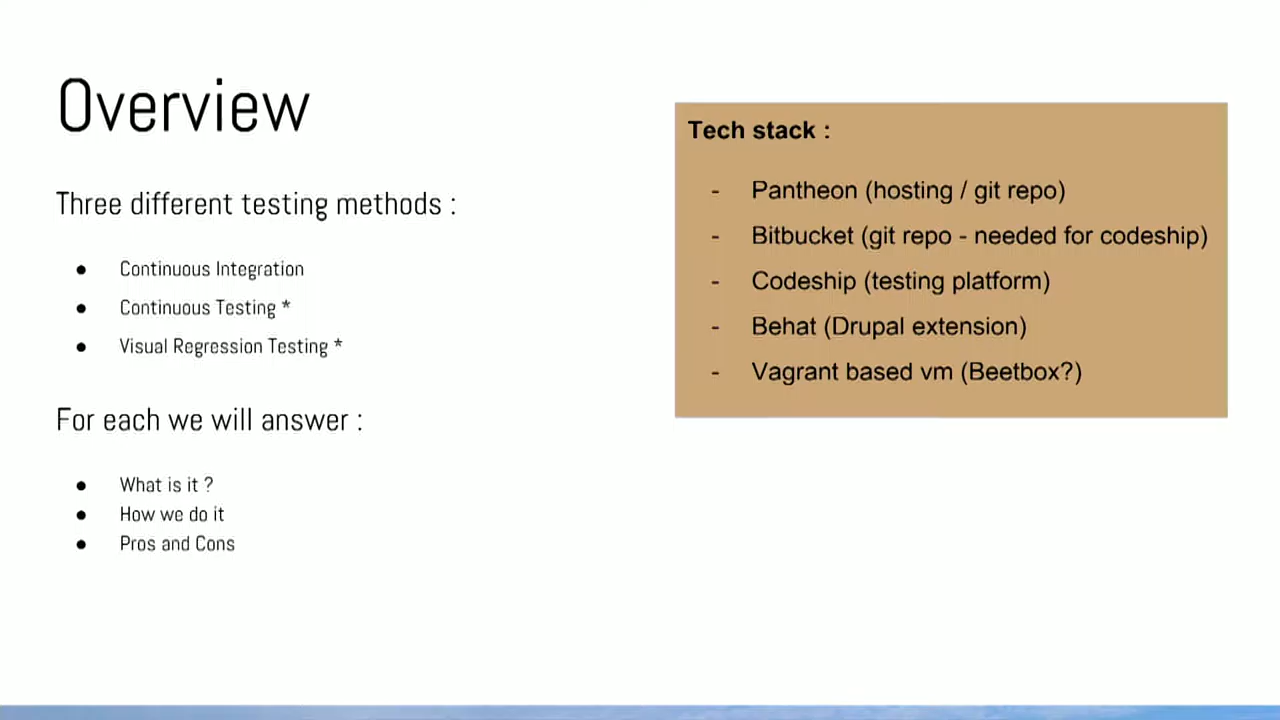 Overview
Three different testing methods :
● Continuous Integration
● Continuous Testing *
● Visual Regression Testing *
For each we will answer :
● What is it ?
● How we do it
● Pros and Cons
Tech stack :
- Pantheon (hosting / git repo)
- Bitbucket (git repo - needed for codeship)
- Codeship (testing platform)
- Behat (Drupal extension)
- Vagrant based vm (Beetbox?)